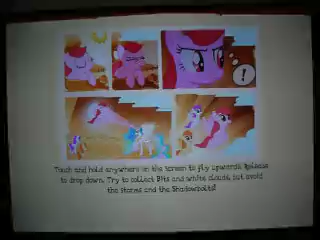 !
Touch and hold anywhere on the screen to fly upwards. Release
to drop down. Try to collect Bits and white clouds, but avoid
the storms and the Shadowbolts!